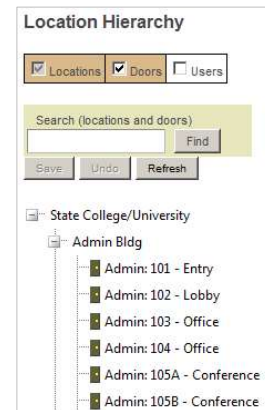 Location Hierarchy
Locations Doors Users
Search (locations and doors)
Find
Save Undo Refresh
State College/University
Admin Bldg
Admin: 101 - Entry
Admin: 102 - Lobby
Admin: 103 - Office
Admin: 104 - Office
Admin: 105A - Conference
Admin: 105B - Conference